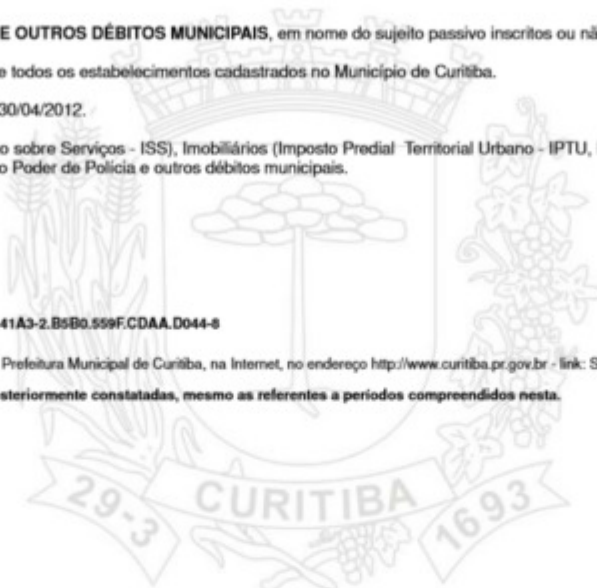 E OUTROS DÉBITOS MUNICIPAIS, em nome do sujeito passivo inscritos ou nã
e todos os estabelecimentos cadastrados no Município de Curitiba.
30/04/2012.
o sobre Serviços - ISS), Imobiliários (Imposto Predial Territorial Urbano - IPTU,
o Poder de Polícia e outros débitos municipais.
41A3-2.B5B0.559F.CDAA.D044-8
Prefeitura Municipal de Curitiba, na Internet, no endereço http://www.curitiba.pr.gov.br - link: S
steriormente constatadas, mesmo as referentes a períodos compreendidos nesta.
29-3 CURITIBA 1693